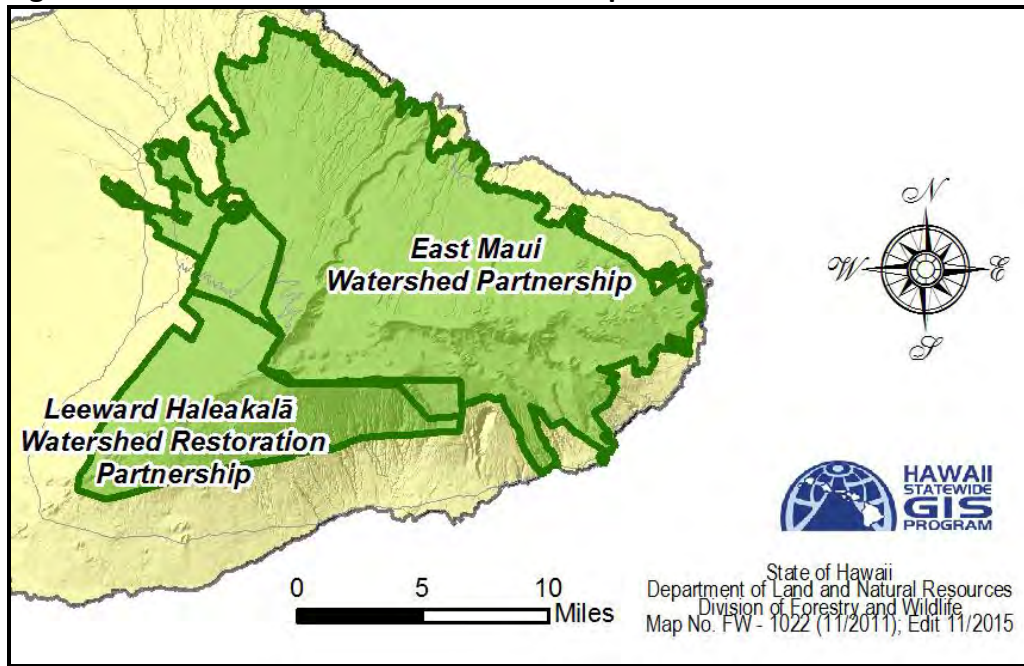 East Maui
Watershed Partnership
N
W
E
S
Leeward Haleakalā
Watershed Restoration
Partnership
HAWAII
STATEWIDE
GIS
PROGRAM
0 5 10
Miles
State of Hawaii
Department of Land and Natural Resources
Division of Forestry and Wildlife
Map No. FW - 1022 (11/2011); Edit 11/2015